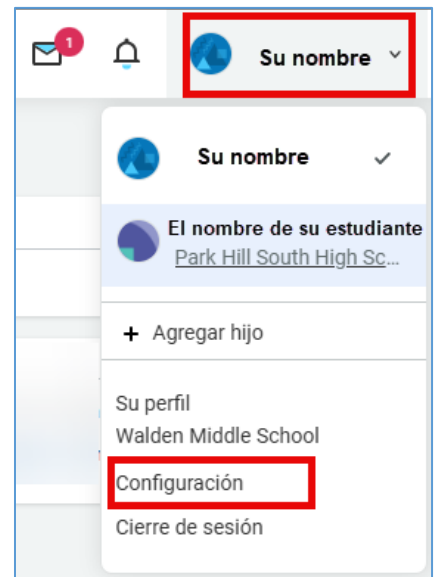 1
Su nombre
Su nombre
El nombre de su estudiante
Park Hill South High Sc...
+ Agregar hijo
Su perfil
Walden Middle School
Configuración
Cierre de sesión